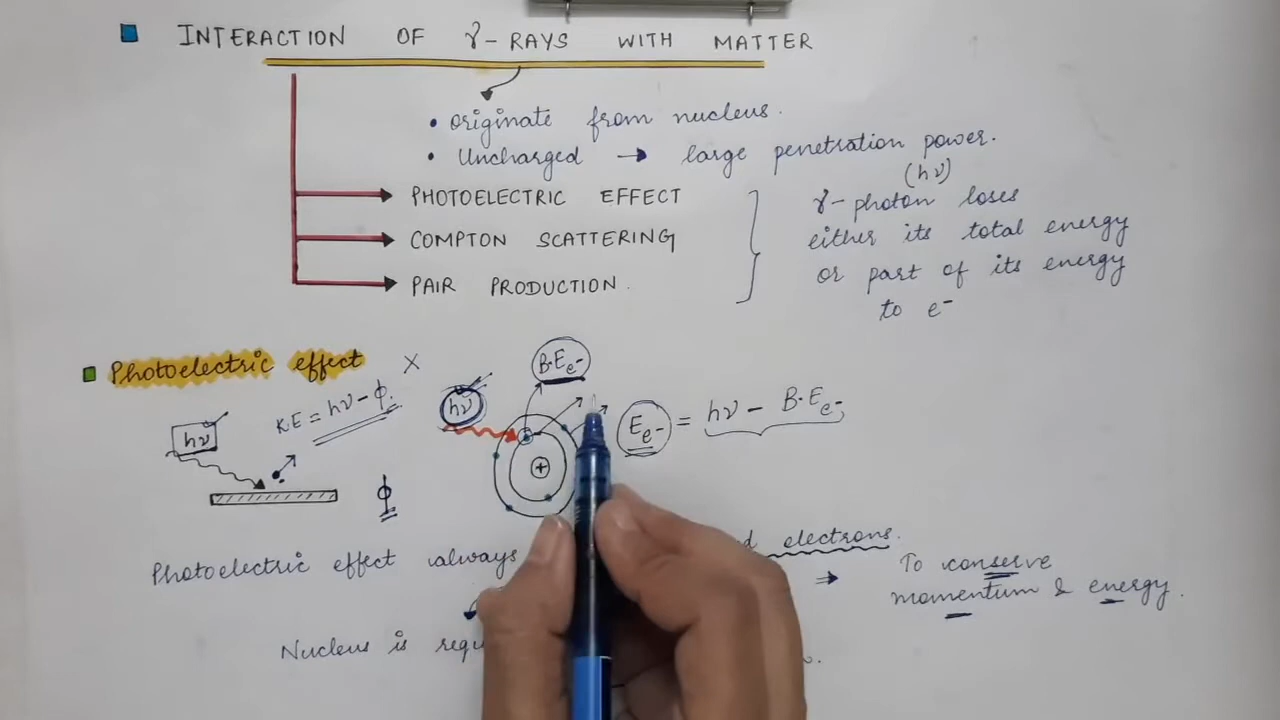 INTERACTION OF γ-RAYS WITH MATTER
• Originate from nucleus.
• Uncharged → large penetration power.
PHOTOELECTRIC EFFECT
COMPTON SCATTERING
PAIR PRODUCTION.
(hν)
γ-photon loses
either its total energy
or part of its energy
to e⁻
Photoelectric effect ×
hν
K.E = hν - ϕ.
ϕ
hν
B.E e⁻
+
E e⁻ = hν - B.E e⁻,
Photoelectric effect always electrons.
⇒ To conserve
momentum & energy.
Nucleus is